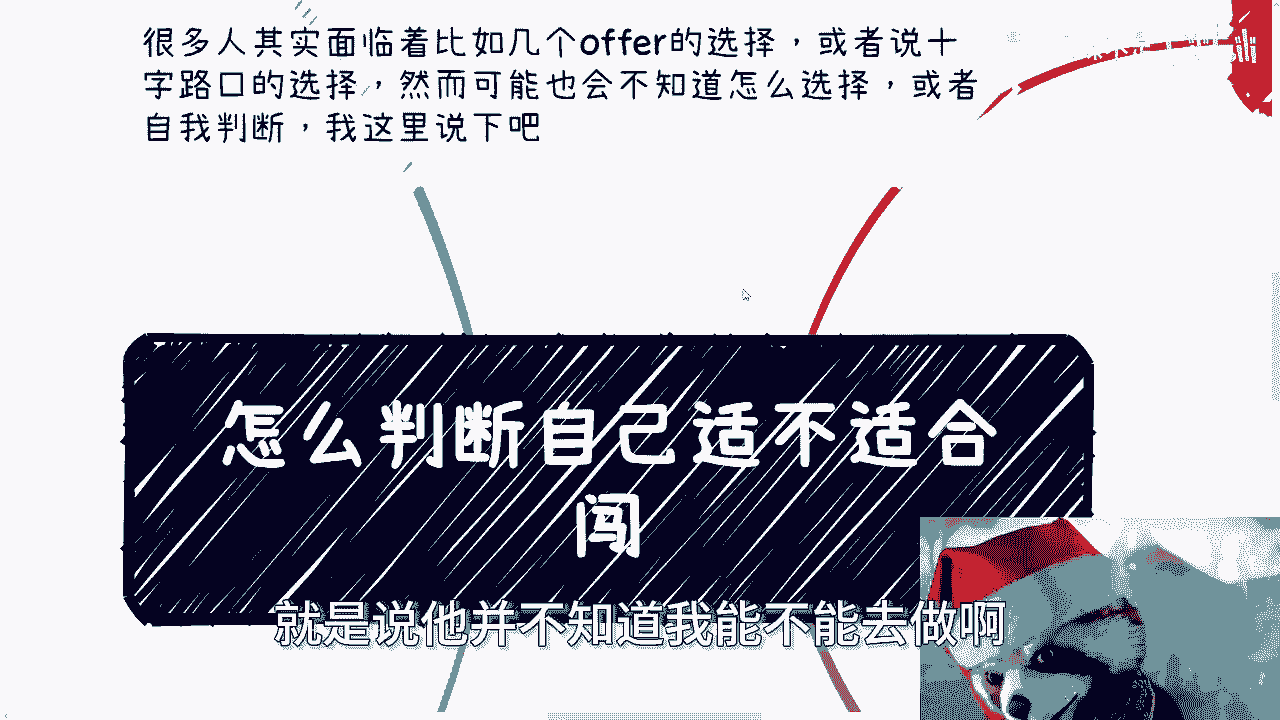 很多人其实面临着比如几个offer的选择，或者说十
字路口的选择，然而可能也会不知道怎么选择，或者
自我判断，我这里说下吧
怎么判断自己适不适合
闯
就是说他并不知道我能不能去做啊